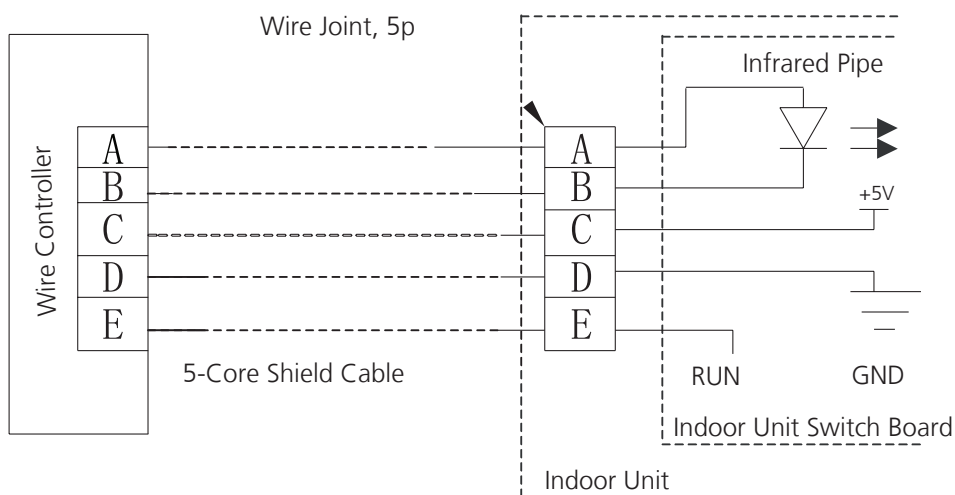 Wire Joint, 5p
Infrared Pipe
Wire Controller
A
B
C
D
E
A
B
C
D
E
+5V
5-Core Shield Cable
RUN
GND
Indoor Unit Switch Board
Indoor Unit